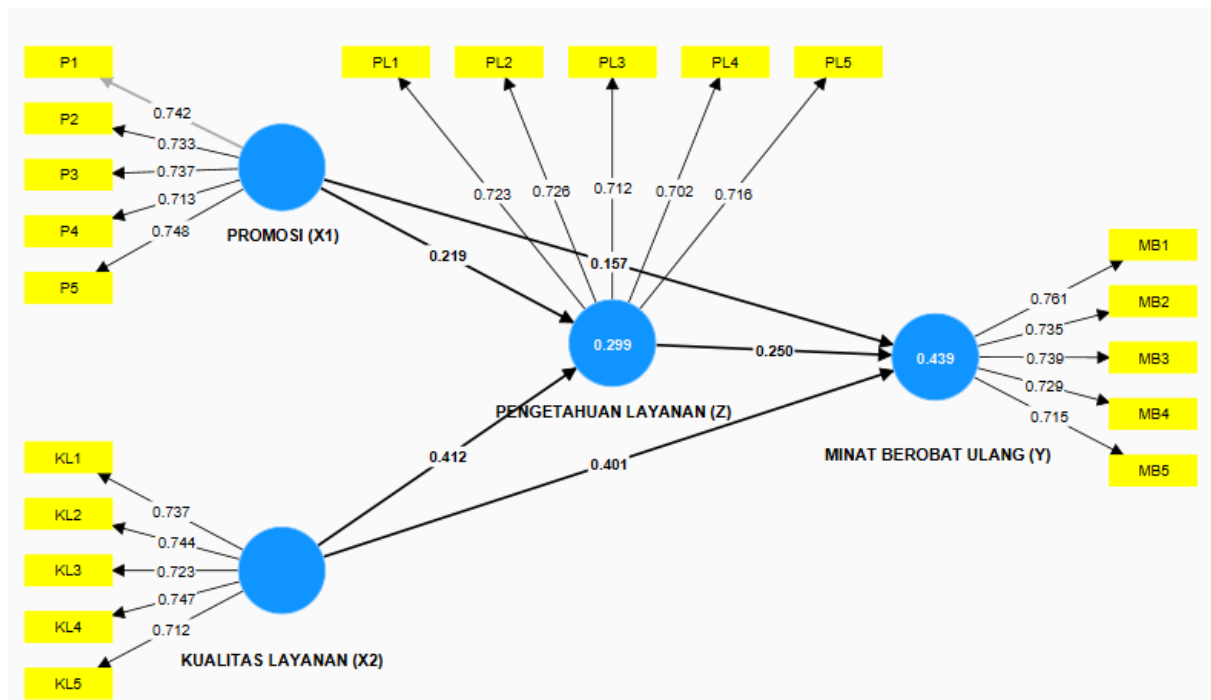 P1
P2
P3
P4
P5
0.742
0.733
0.737
0.713
0.748
PROMOSI (X1)
PL1
PL2
PL3
PL4
PL5
0.723
0.726
0.712
0.702
0.716
0.219
0.157
0.299
0.250
PENGETAHUAN LAYANAN (Z)
0.412
0.401
KL1
KL2
KL3
KL4
KL5
0.737
0.744
0.723
0.747
0.712
KUALITAS LAYANAN (X2)
0.439
MINAT BEROBAT ULANG (Y)
0.761
0.735
0.739
0.729
0.715
MB1
MB2
MB3
MB4
MB5